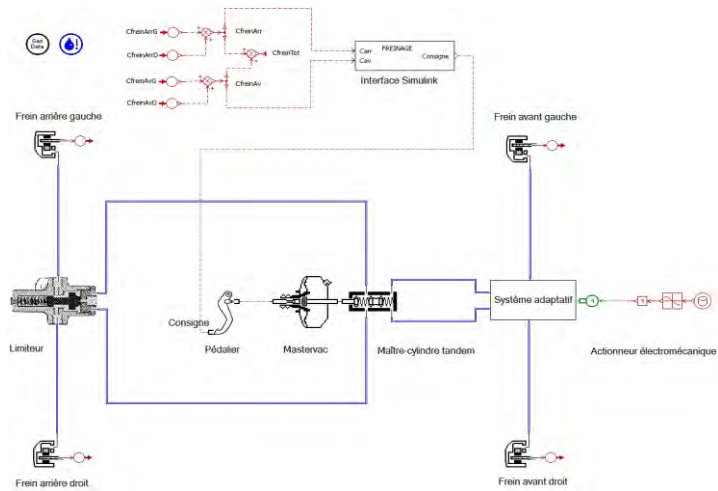 CfreinArrG
CfreinArr
Gas
Data
CfreinArrD
CfreinTot
FREINAGE
Carr
Consigne
Cav
CfreinAvG
CfreinAv
Interface Simulink
CfreinAvD
Frein arrière gauche
Frein avant gauche
Système adaptatif
Consigne
Limiteur
Pédalier
Mastervac
Maître-cylindre tandem
Actionneur électromécanique
Frein arrière droit
Frein avant droit